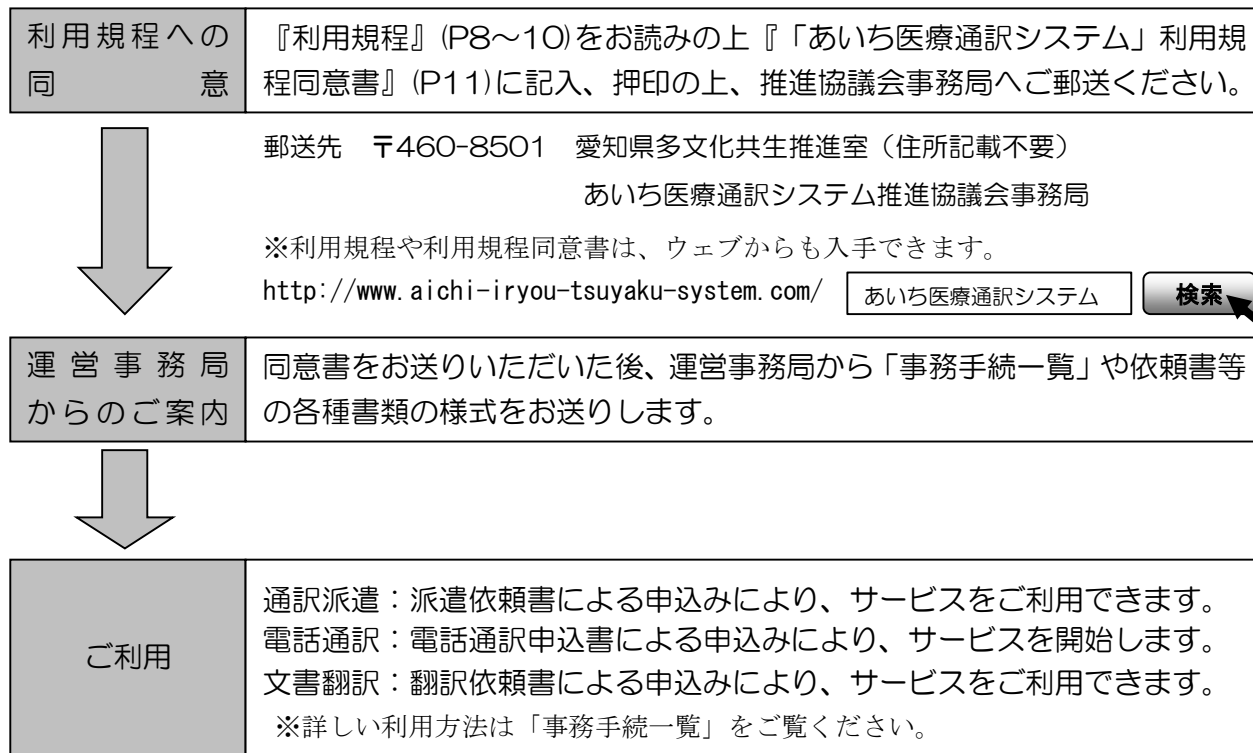 利用規程への
同意
『利用規程』(P8～10)をお読みの上『「あいち医療通訳システム」利用規
程同意書』(P11)に記入、押印の上、推進協議会事務局へご郵送ください。
郵送先　〒460-8501　愛知県多文化共生推進室（住所記載不要）
あいち医療通訳システム推進協議会事務局
※利用規程や利用規程同意書は、ウェブからも入手できます。
http://www.aichi-iryou-tsuyaku-system.com/　あいち医療通訳システム　検索
運営事務局
からのご案内
同意書をお送りいただいた後、運営事務局から「事務手続一覧」や依頼書等
の各種書類の様式をお送りします。
ご利用
通訳派遣：派遣依頼書による申込みにより、サービスをご利用できます。
電話通訳：電話通訳申込書による申込みにより、サービスを開始します。
文書翻訳：翻訳依頼書による申込みにより、サービスをご利用できます。
※詳しい利用方法は「事務手続一覧」をご覧ください。